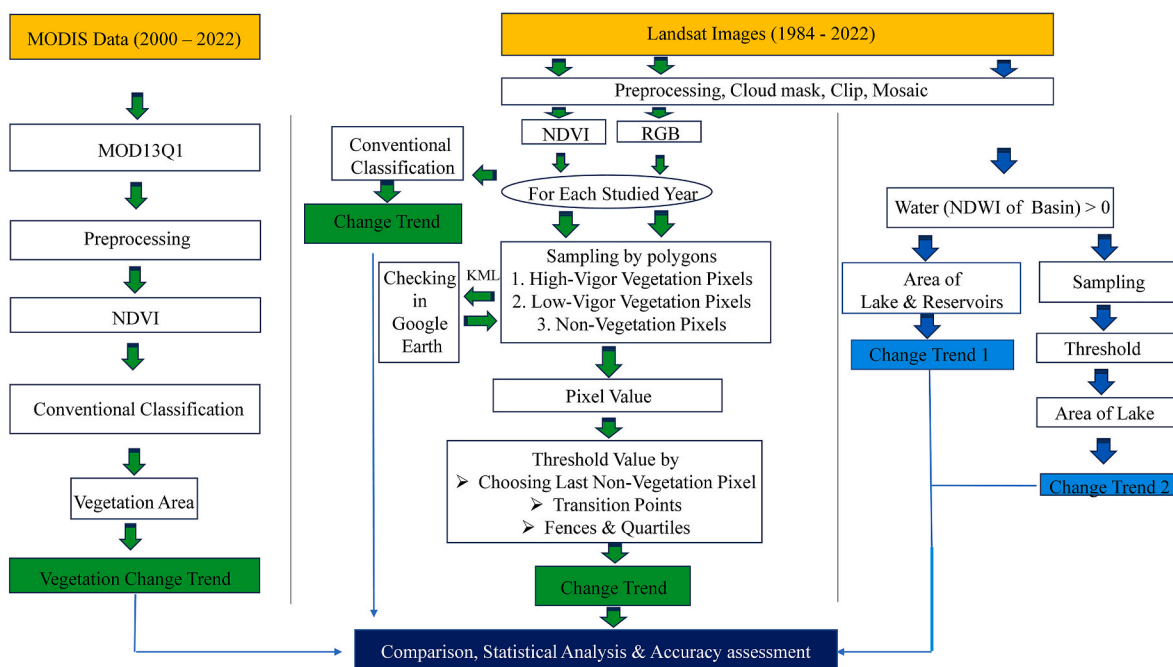 MODIS Data (2000 – 2022)
MOD13Q1
Preprocessing
NDVI
Conventional Classification
Vegetation Area
Vegetation Change Trend
Landsat Images (1984 - 2022)
Preprocessing, Cloud mask, Clip, Mosaic
NDVI
RGB
Conventional
Classification
Change Trend
For Each Studied Year
Sampling by polygons
1. High-Vigor Vegetation Pixels
2. Low-Vigor Vegetation Pixels
3. Non-Vegetation Pixels
KML
Checking
in
Google
Earth
Pixel Value
Threshold Value by
➢ Choosing Last Non-Vegetation Pixel
➢ Transition Points
➢ Fences & Quartiles
Change Trend
Water (NDWI of Basin) > 0
Area of
Lake & Reservoirs
Change Trend 1
Sampling
Threshold
Area of Lake
Change Trend 2
Comparison, Statistical Analysis & Accuracy assessment